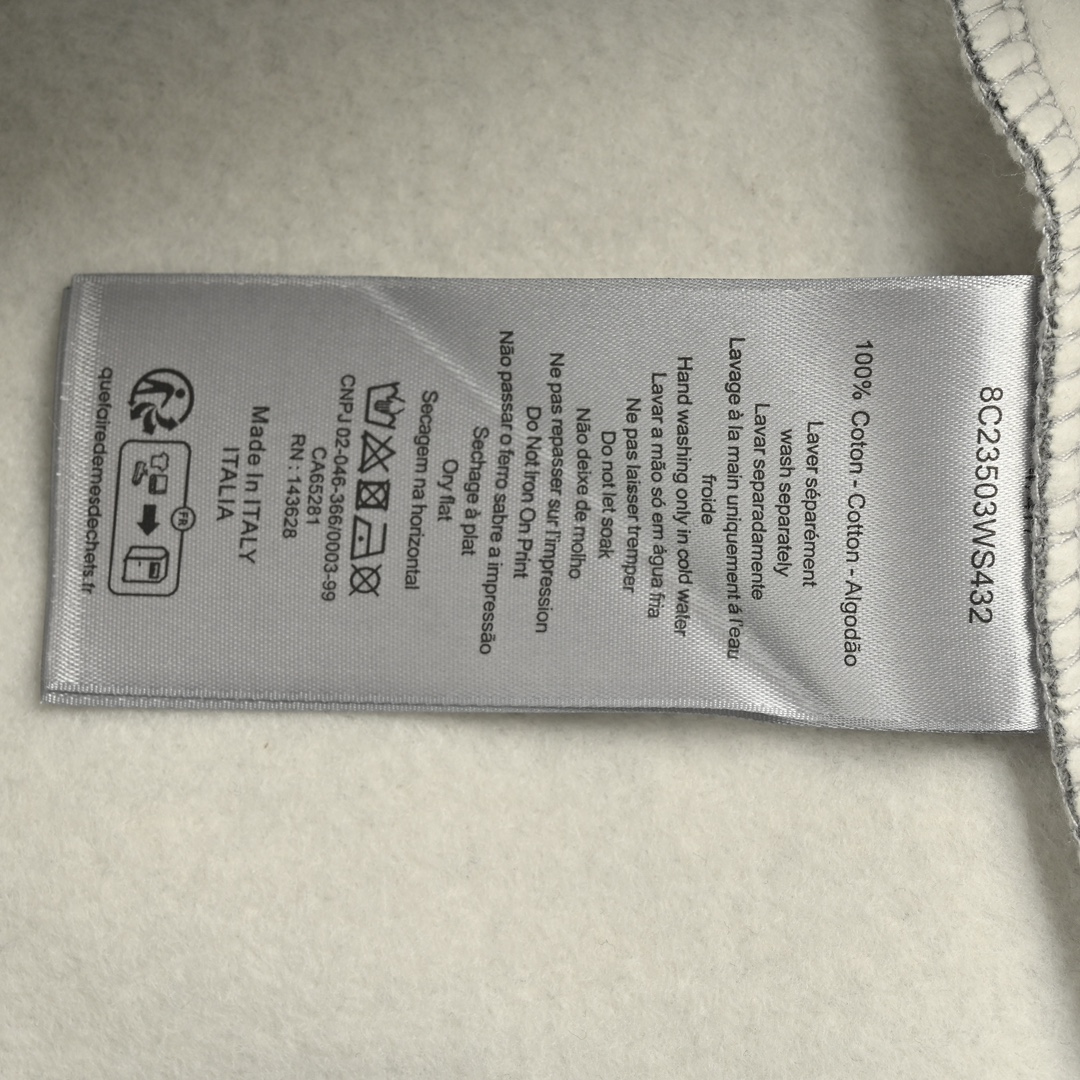 8C23503WS432
100% Coton - Cotton - Algodão
Laver séparément
wash separately
Lavar separadamente
Lavage à la main uniquement á l'eau
froide
Hand washing only in cold water
Lavar a mão só em água fria
Ne pas laisser tremper
Do not let soak
Não deixe de molho
Ne pas repasser sur l'impression
Do Not Iron On Print
Não passar o ferro sabre a impressão
Sechage à plat
Ory flat
Secagem na horizontal
CNPJ 02-046-366/0003-99
CA65281
RN : 143628
Made In ITALY
ITALIA
FR
quefairedemesdechets.fr